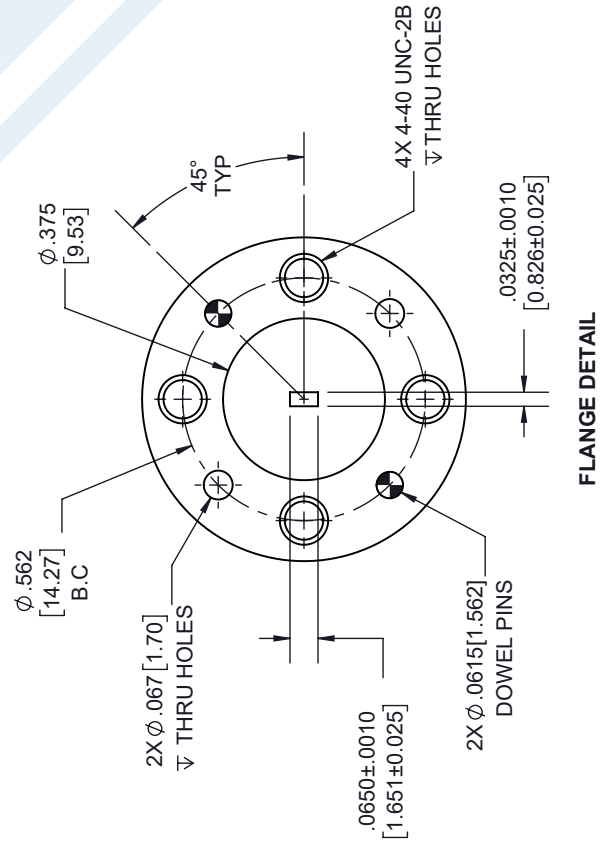 Ø.562
[14.27]
B.C
Ø.375
[9.53]
45°
TYP
2X Ø.067 [1.70]
↧ THRU HOLES
4X 4-40 UNC-2B
↧ THRU HOLES
.0650±.0010
[1.651±0.025]
2X Ø.0615[1.562]
DOWEL PINS
.0325±.0010
[0.826±0.025]
FLANGE DETAIL